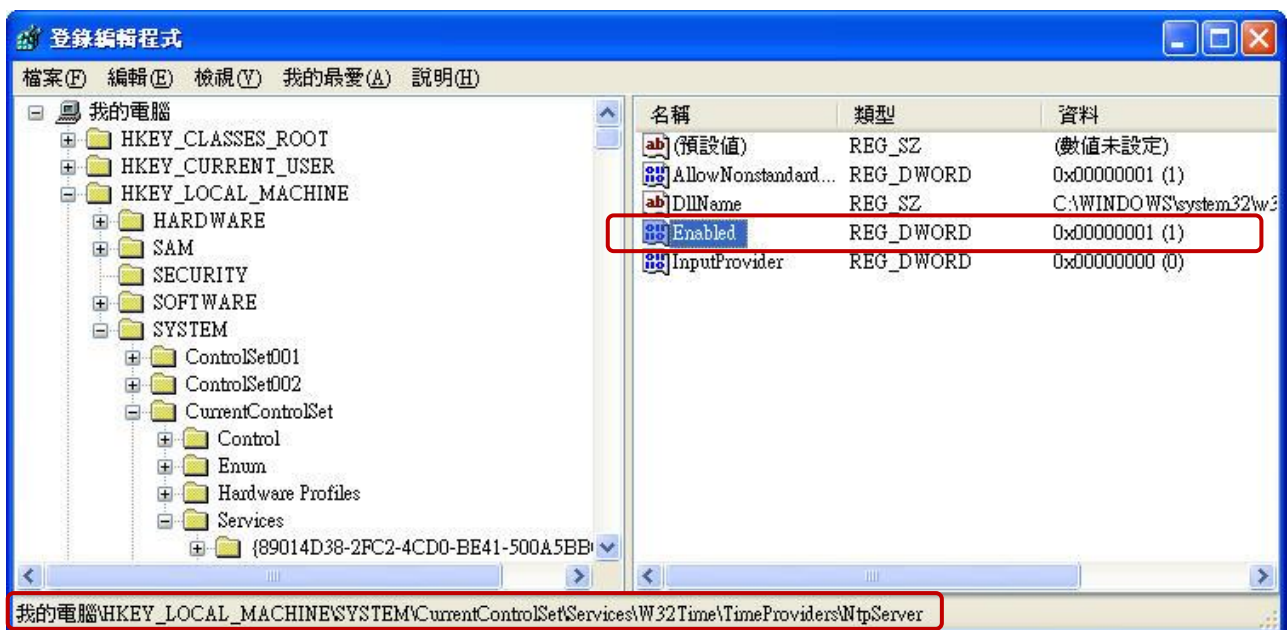 登錄編輯程式
檔案(F) 編輯(E) 檢視(V) 我的最愛(A) 說明(H)
我的電腦
HKEY_CLASSES_ROOT
HKEY_CURRENT_USER
HKEY_LOCAL_MACHINE
HARDWARE
SAM
SECURITY
SOFTWARE
SYSTEM
ControlSet001
ControlSet002
CurrentControlSet
Control
Enum
Hardware Profiles
Services
{89014D38-2FC2-4CD0-BE41-500A5BB
名稱 類型 資料
(預設值) REG_SZ (數值未設定)
AllowNonstandard... REG_DWORD 0x00000001 (1)
DllName REG_SZ C:\WINDOWS\system32\w3
Enabled REG_DWORD 0x00000001 (1)
InputProvider REG_DWORD 0x00000000 (0)
我的電腦\HKEY_LOCAL_MACHINE\SYSTEM\CurrentControlSet\Services\W32Time\TimeProviders\NtpServer